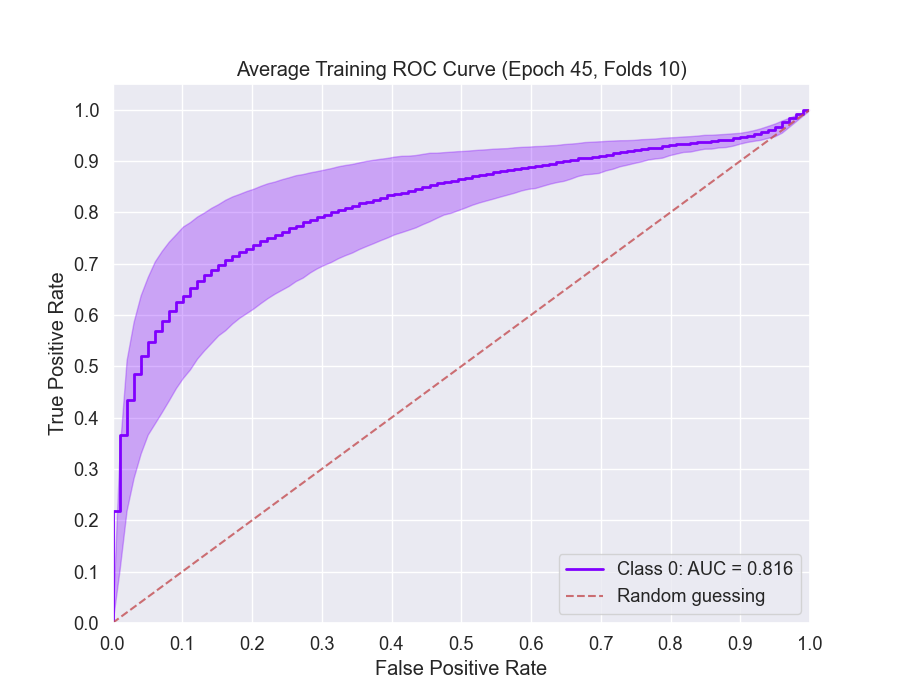 Average Training ROC Curve (Epoch 45, Folds 10)
True Positive Rate
1.0
0.9
0.8
0.7
0.6
0.5
0.4
0.3
0.2
0.1
0.0
Class 0: AUC = 0.816
Random guessing
0.0 0.1 0.2 0.3 0.4 0.5 0.6 0.7 0.8 0.9 1.0
False Positive Rate